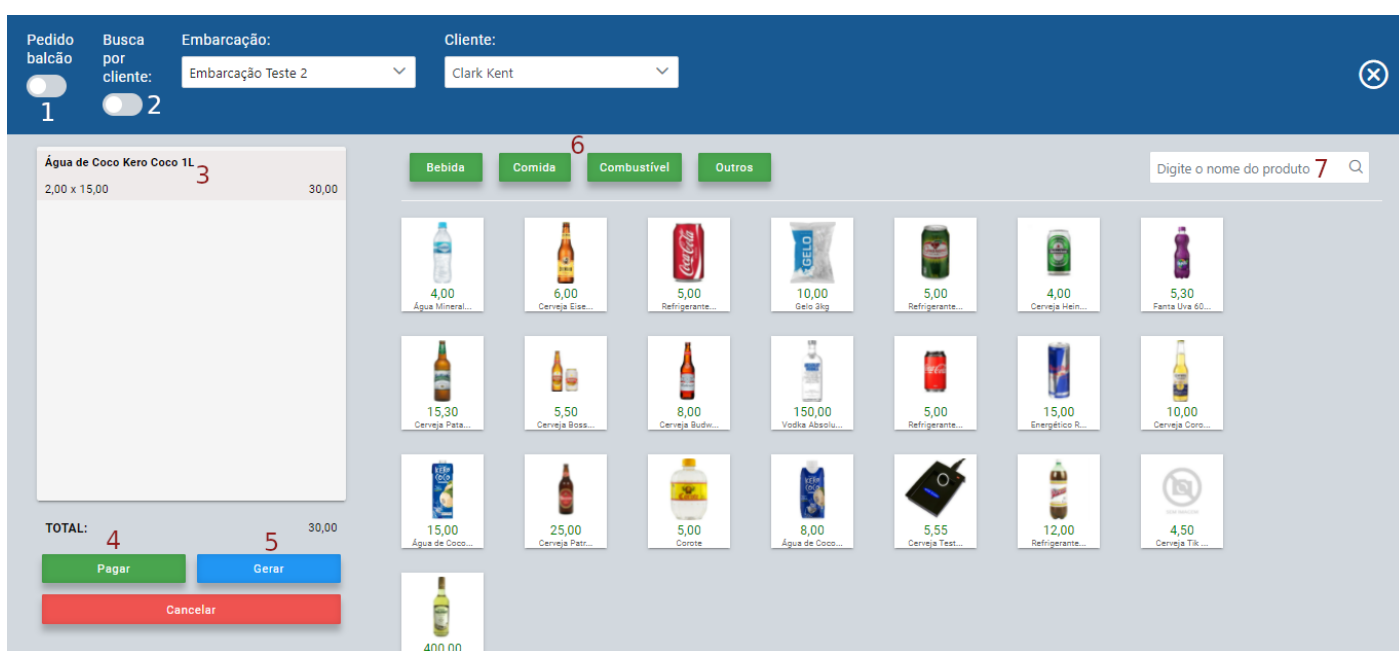 Pedido balcão
Busca por cliente:
Embarcação:
Cliente:
Embarcação Teste 2
Clark Kent
1
2
Água de Coco Kero Coco 1L
3
2,00 x 15,00 30,00
6
Bebida Comida Combustível Outros
Digite o nome do produto 7
4,00 6,00 5,00 10,00 5,00 4,00 5,30
Água Mineral... Cerveja Eise... Refrigerante... Gelo 3kg Refrigerante... Cerveja Hein... Fanta Uva 60...
15,30 5,50 8,00 150,00 5,00 15,00 10,00
Cerveja Pata... Cerveja Boss... Cerveja Budw... Vodka Absolu... Refrigerante... Energético R... Cerveja Coro...
15,00 25,00 5,00 8,00 5,55 12,00 4,50
Água de Coco... Cerveja Patr... Corote Água de Coco... Cerveja Test... Refrigerante... Cerveja Tik ...
TOTAL: 30,00
4 5
Pagar Gerar
Cancelar
400,00
GELO
Coca-Cola
KERO COCO